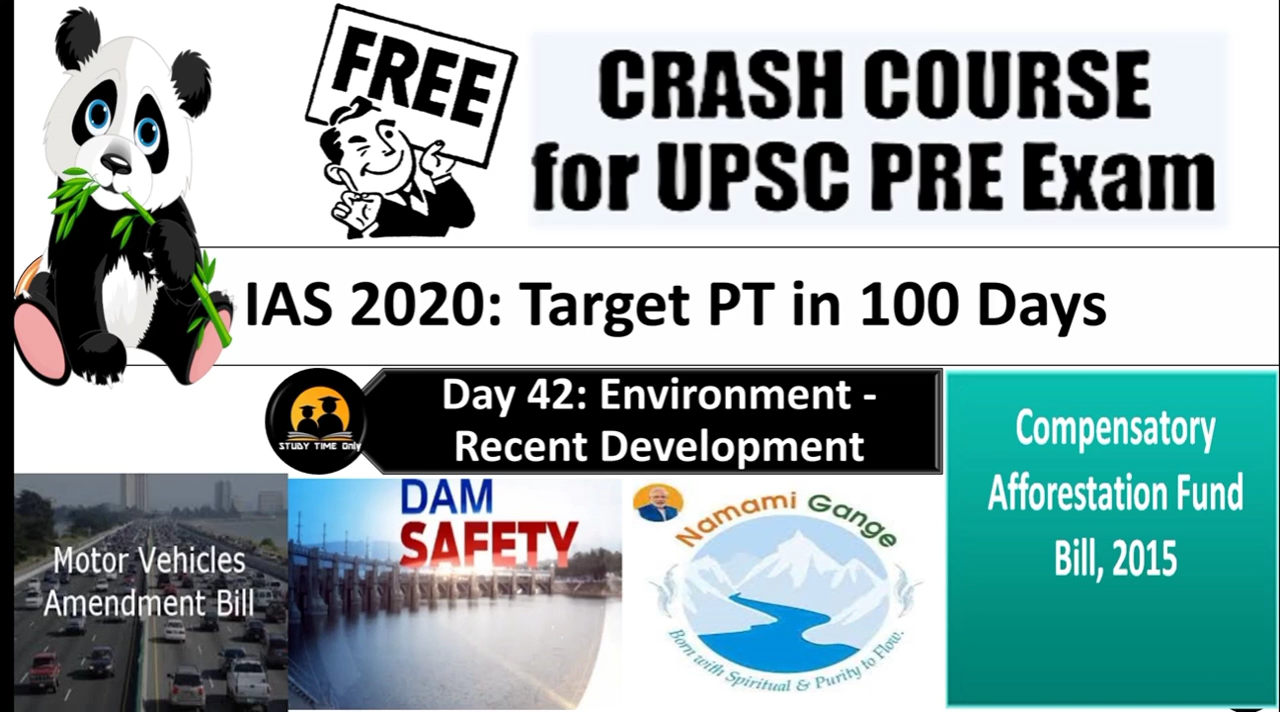 FREE
CRASH COURSE
for UPSC PRE Exam
IAS 2020: Target PT in 100 Days
STUDY TIME Only
Day 42: Environment -
Recent Development
Motor Vehicles
Amendment Bill
DAM
SAFETY
Namami Gange
Born with Spiritual & Purity to Flow.
Compensatory
Afforestation Fund
Bill, 2015